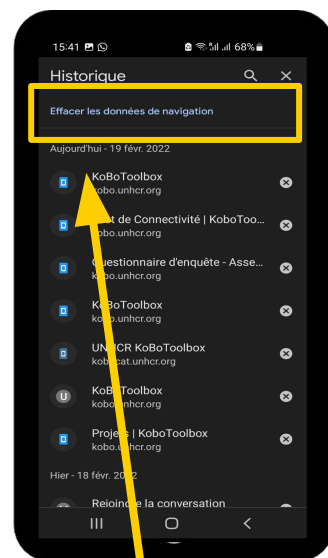 15:41 68%
Historique
Effacer les données de navigation
Aujourd'hui - 19 févr. 2022
KoBoToolbox
kobo.unhcr.org
de Connectivité | KoboToo...
kobo.unhcr.org
Questionnaire d'enquête - Asse...
kobo.unhcr.org
KoBoToolbox
kobo.unhcr.org
UNHCR KoBoToolbox
kobocat.unhcr.org
U
KoBoToolbox
kobo.unhcr.org
Projets | KoboToolbox
kobo.unhcr.org
Hier - 18 févr. 2022
Rejoindre la conversation